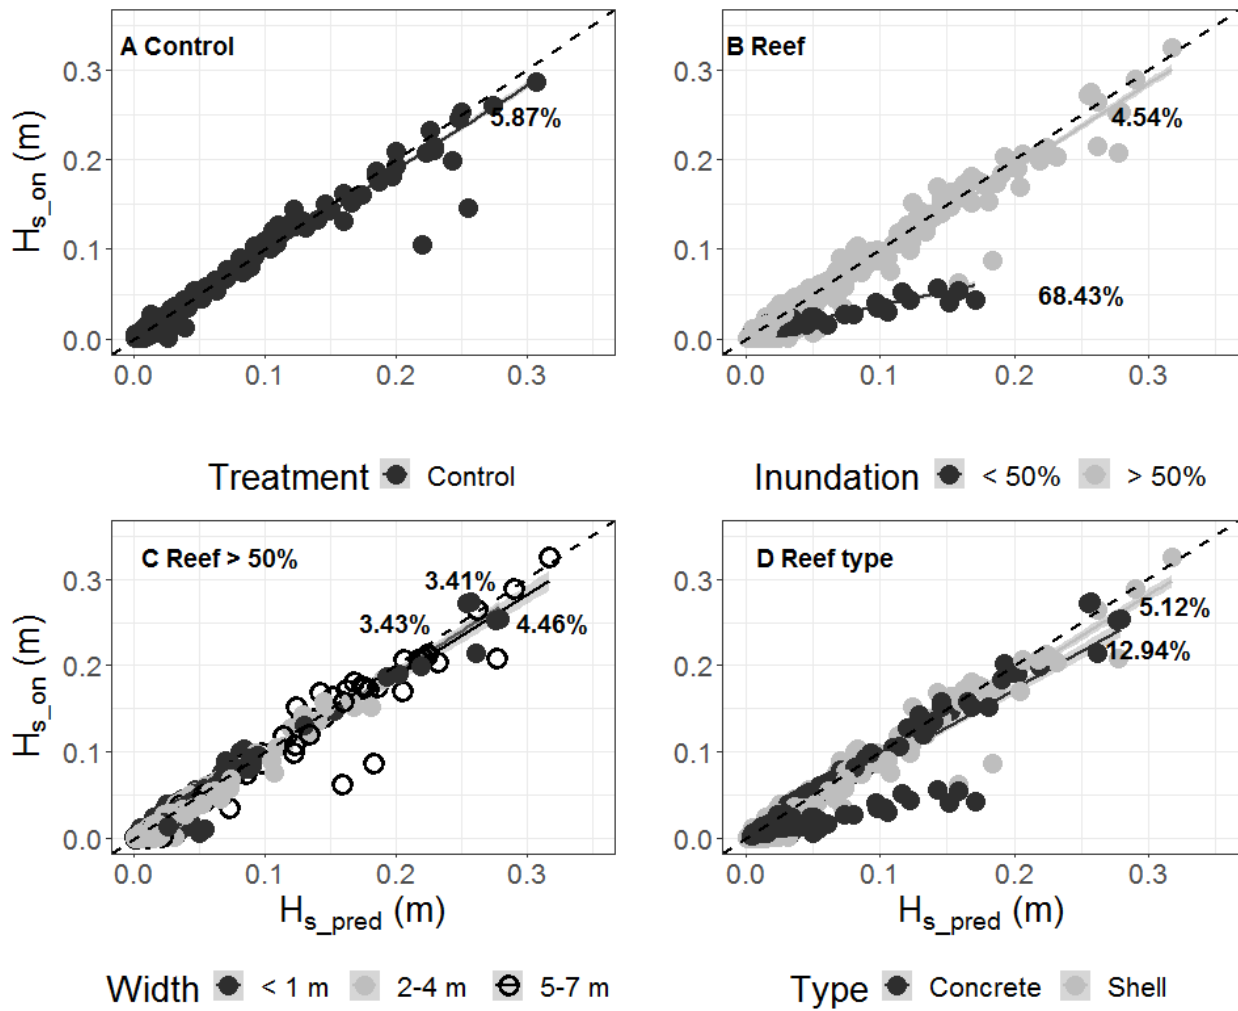 A Control
B Reef
0.3
0.2
0.1
0.0
H_s_on (m)
5.87%
0.0 0.1 0.2 0.3
0.3
0.2
0.1
0.0
4.54%
68.43%
0.0 0.1 0.2 0.3
Treatment Control
Inundation < 50% > 50%
C Reef > 50%
D Reef type
0.3
0.2
0.1
0.0
H_s_on (m)
3.41%
3.43%
4.46%
0.0 0.1 0.2 0.3
H_s_pred (m)
0.3
0.2
0.1
0.0
5.12%
12.94%
0.0 0.1 0.2 0.3
H_s_pred (m)
Width < 1 m 2-4 m 5-7 m
Type Concrete Shell